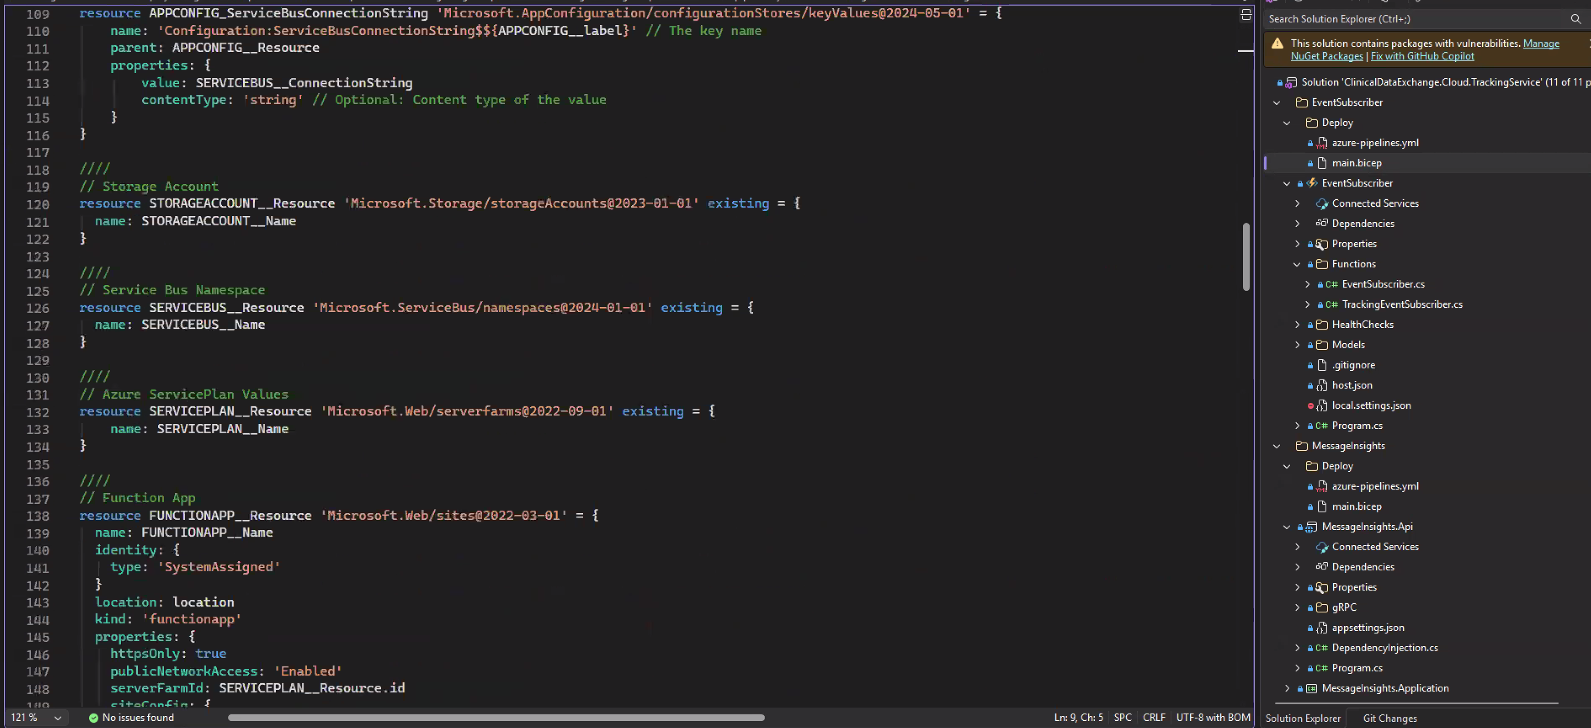 109 resource APPCONFIG_ServiceBusConnectionString 'Microsoft.AppConfiguration/configurationStores/keyValues@2024-05-01' = {
110 name: 'Configuration:ServiceBusConnectionString$${APPCONFIG__label}' // The key name
111 parent: APPCONFIG__Resource
112 properties: {
113 value: SERVICEBUS__ConnectionString
114 contentType: 'string' // Optional: Content type of the value
115 }
116 }
117
118 ////
119 // Storage Account
120 resource STORAGEACCOUNT__Resource 'Microsoft.Storage/storageAccounts@2023-01-01' existing = {
121 name: STORAGEACCOUNT__Name
122 }
123
124 ////
125 // Service Bus Namespace
126 resource SERVICEBUS__Resource 'Microsoft.ServiceBus/namespaces@2024-01-01' existing = {
127 name: SERVICEBUS__Name
128 }
129
130 ////
131 // Azure ServicePlan Values
132 resource SERVICEPLAN__Resource 'Microsoft.Web/serverfarms@2022-09-01' existing = {
133 name: SERVICEPLAN__Name
134 }
135
136 ////
137 // Function App
138 resource FUNCTIONAPP__Resource 'Microsoft.Web/sites@2022-03-01' = {
139 name: FUNCTIONAPP__Name
140 identity: {
141 type: 'SystemAssigned'
142 }
143 location: location
144 kind: 'functionapp'
145 properties: {
146 httpsOnly: true
147 publicNetworkAccess: 'Enabled'
148 serverFarmId: SERVICEPLAN__Resource.id
149 siteConfig: {
121 %
No issues found
Ln: 9, Ch: 5 SPC CRLF UTF-8 with BOM
Search Solution Explorer (Ctrl+;)
This solution contains packages with vulnerabilities. Manage
NuGet Packages | Fix with GitHub Copilot
Solution 'ClinicalDataExchange.Cloud.TrackingService' (11 of 11 p
EventSubscriber
Deploy
azure-pipelines.yml
main.bicep
EventSubscriber
Connected Services
Dependencies
Properties
Functions
C# EventSubscriber.cs
C# TrackingEventSubscriber.cs
HealthChecks
Models
.gitignore
host.json
local.settings.json
C# Program.cs
MessageInsights
Deploy
azure-pipelines.yml
main.bicep
MessageInsights.Api
Connected Services
Dependencies
Properties
gRPC
appsettings.json
C# DependencyInjection.cs
C# Program.cs
MessageInsights.Application
Solution Explorer Git Changes